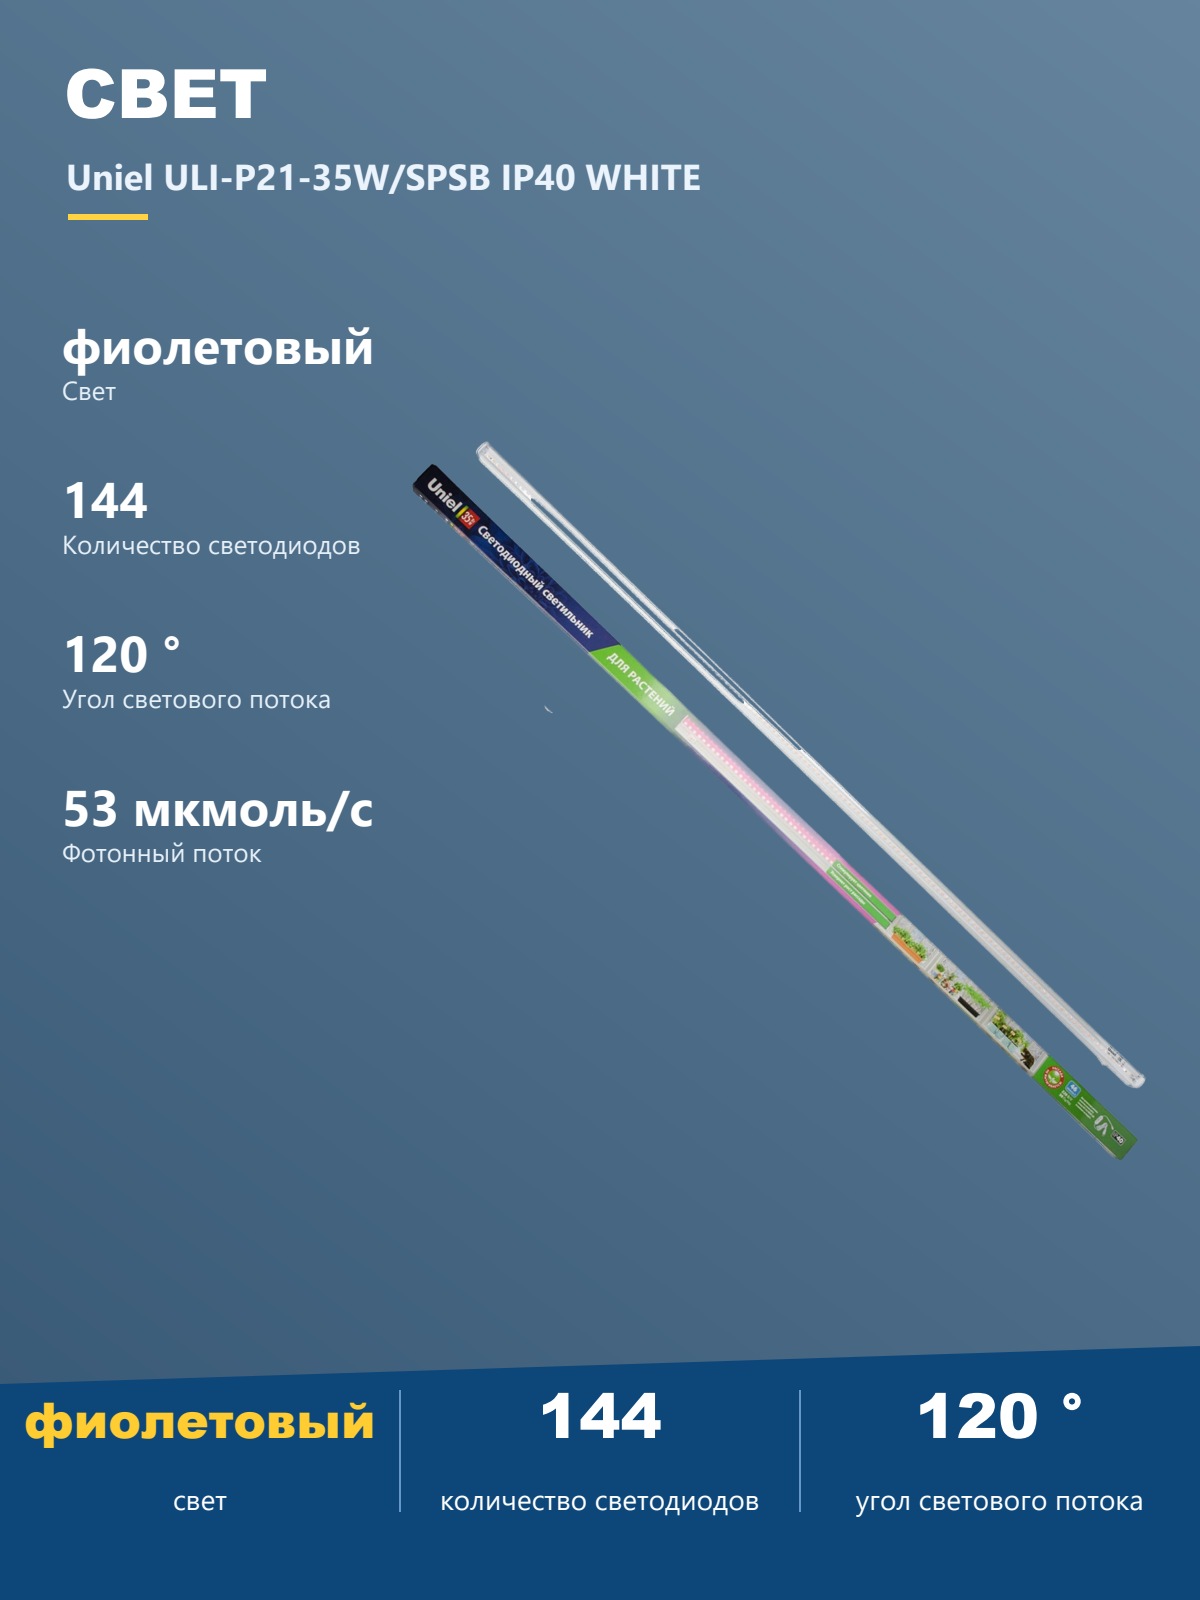 СВЕТ
Uniel ULI-P21-35W/SPSB IP40 WHITE
фиолетовый
Свет
144
Количество светодиодов
120 °
Угол светового потока
53 мкмоль/с
Фотонный поток
Uniel
Светодиодный светильник
ДЛЯ РАСТЕНИЙ
фиолетовый
свет
144
количество светодиодов
120 °
угол светового потока